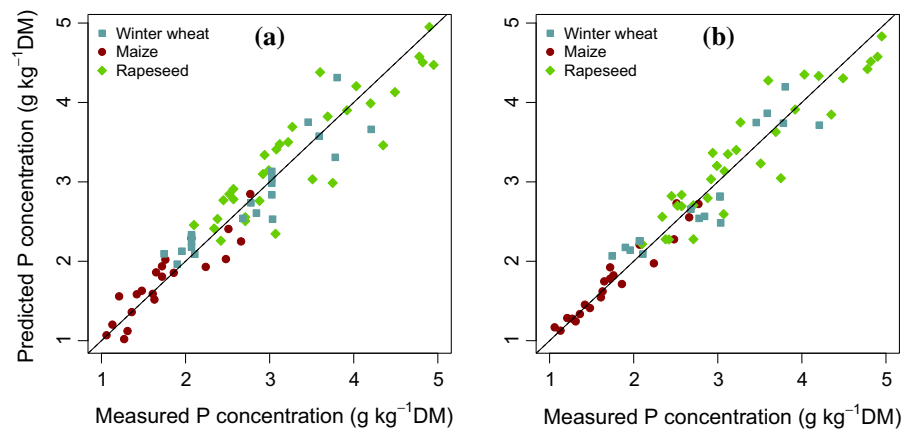 (a)
Winter wheat
Maize
Rapeseed
5
4
3
2
1
1 2 3 4 5
Predicted P concentration (g kg⁻¹DM)
Measured P concentration (g kg⁻¹DM)
(b)
Winter wheat
Maize
Rapeseed
5
4
3
2
1
1 2 3 4 5
Measured P concentration (g kg⁻¹DM)